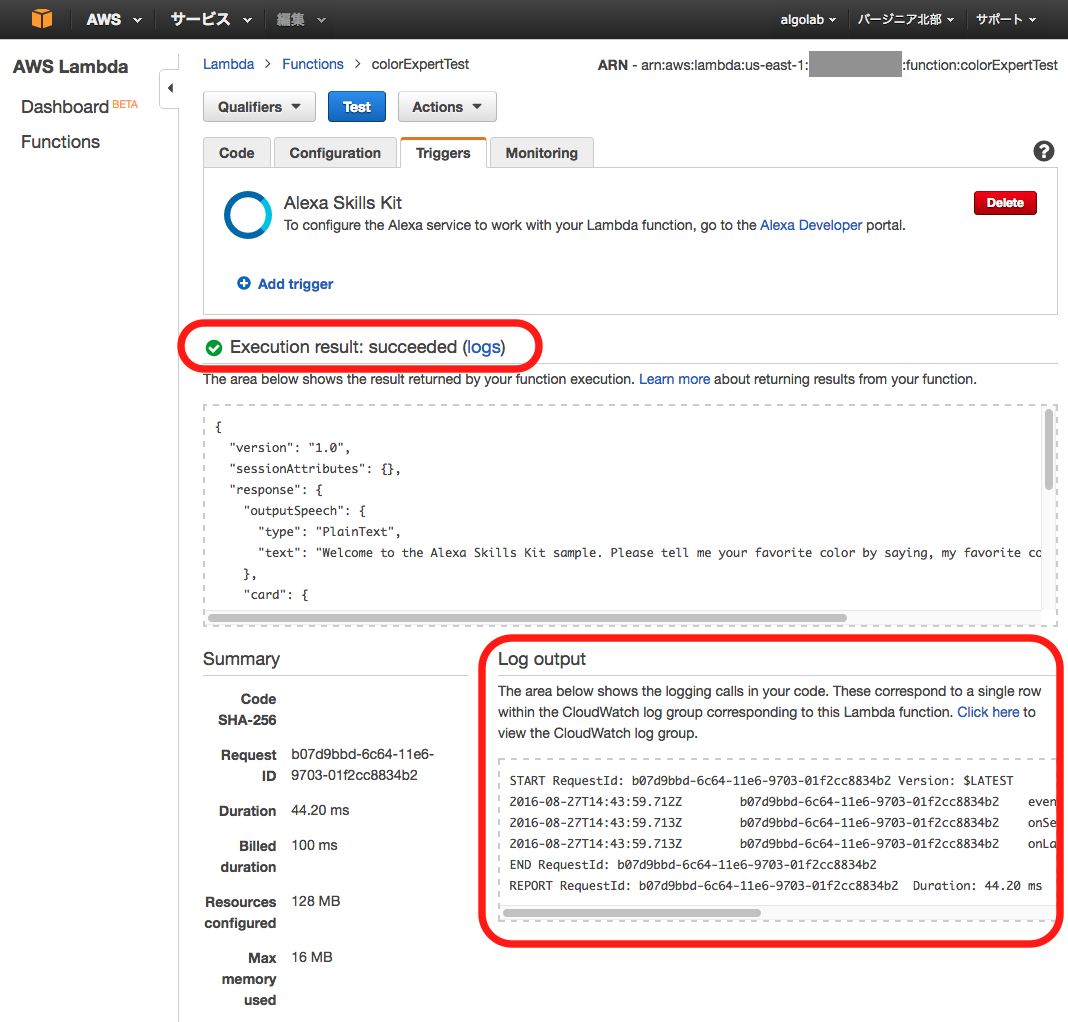 AWS サービス 編集 algolab バージニア北部 サポート
AWS Lambda
Dashboard BETA
Functions
Lambda > Functions > colorExpertTest
ARN - arn:aws:lambda:us-east-1: :function:colorExpertTest
Qualifiers Test Actions
Code Configuration Triggers Monitoring ?
Alexa Skills Kit
Delete
To configure the Alexa service to work with your Lambda function, go to the Alexa Developer portal.
Add trigger
Execution result: succeeded (logs)
The area below shows the result returned by your function execution. Learn more about returning results from your function.
{
"version": "1.0",
"sessionAttributes": {},
"response": {
"outputSpeech": {
"type": "PlainText",
"text": "Welcome to the Alexa Skills Kit sample. Please tell me your favorite color by saying, my favorite co
},
"card": {
Summary
Code
SHA-256
Request
ID
b07d9bbd-6c64-11e6-
9703-01f2cc8834b2
Duration 44.20 ms
Billed
duration
100 ms
Resources
configured
128 MB
Max
memory
used
16 MB
Log output
The area below shows the logging calls in your code. These correspond to a single row
within the CloudWatch log group corresponding to this Lambda function. Click here to
view the CloudWatch log group.
START RequestId: b07d9bbd-6c64-11e6-9703-01f2cc8834b2 Version: $LATEST
2016-08-27T14:43:59.712Z b07d9bbd-6c64-11e6-9703-01f2cc8834b2 even
2016-08-27T14:43:59.713Z b07d9bbd-6c64-11e6-9703-01f2cc8834b2 onSe
2016-08-27T14:43:59.713Z b07d9bbd-6c64-11e6-9703-01f2cc8834b2 onLa
END RequestId: b07d9bbd-6c64-11e6-9703-01f2cc8834b2
REPORT RequestId: b07d9bbd-6c64-11e6-9703-01f2cc8834b2 Duration: 44.20 ms